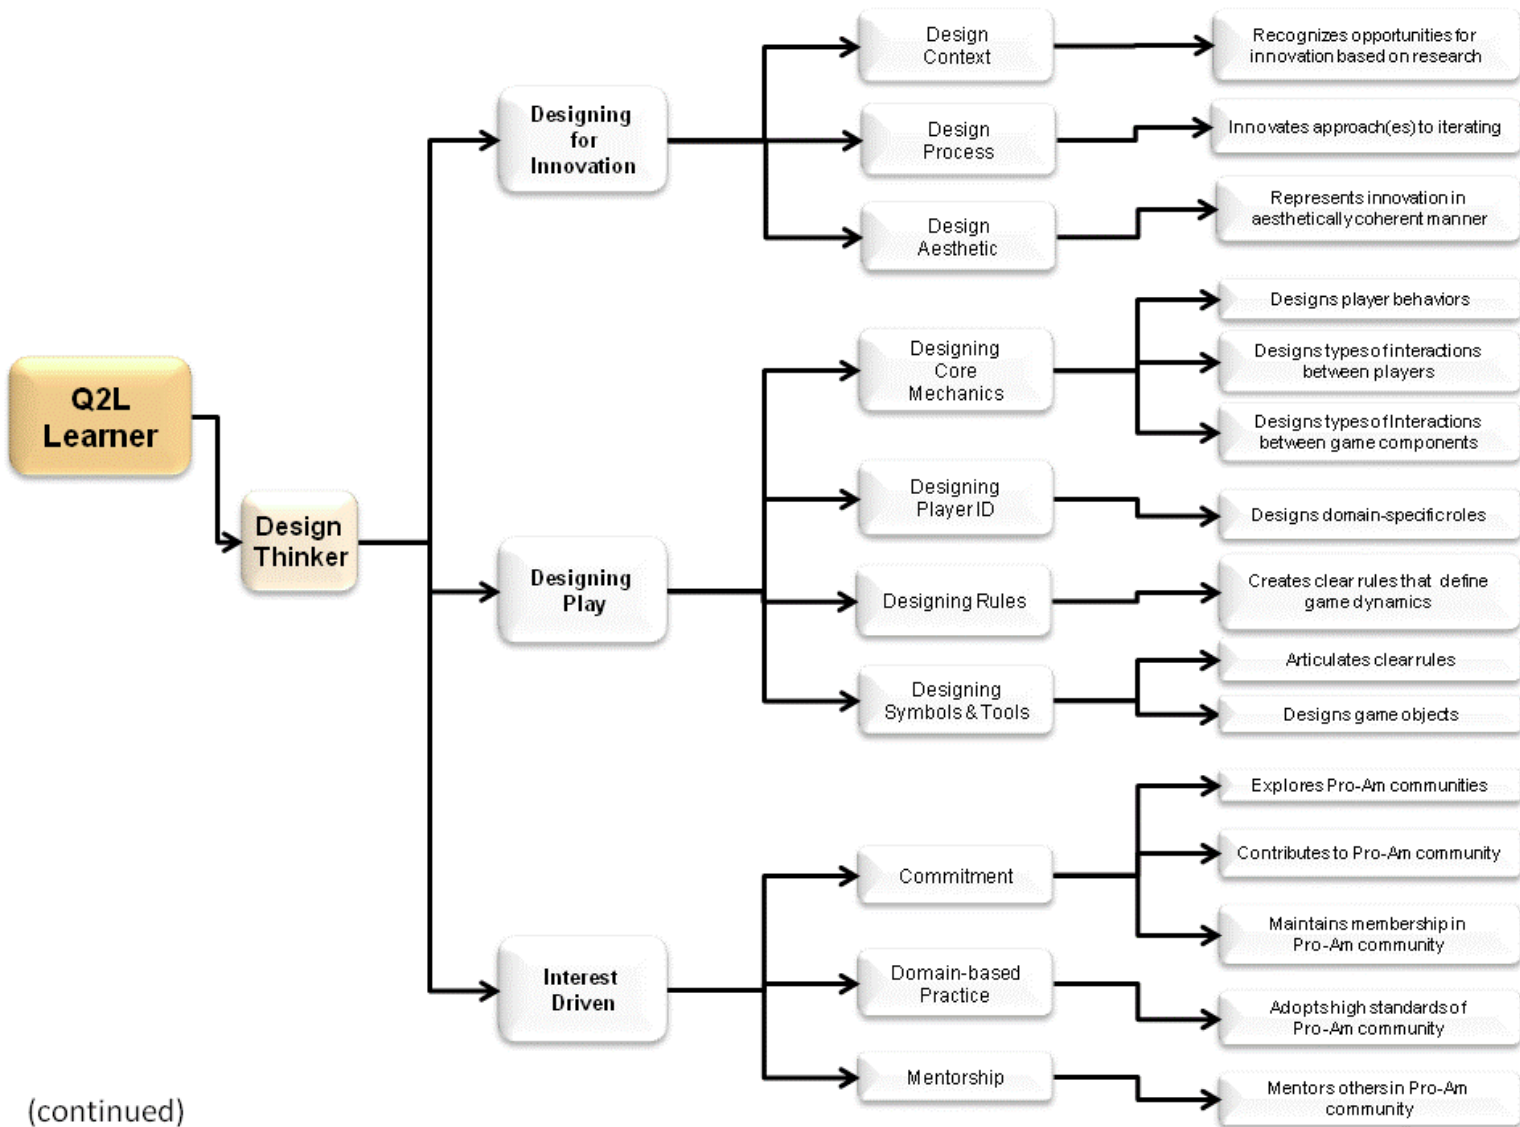 Q2L
Learner
Design
Thinker
Designing
for
Innovation
Design
Context
Recognizes opportunities for
innovation based on research
Design
Process
Innovates approach(es) to iterating
Design
Aesthetic
Represents innovation in
aesthetically coherent manner
Designing
Play
Designing
Core
Mechanics
Designs player behaviors
Designs types of interactions
between players
Designs types of Interactions
between game components
Designing
Player ID
Designs domain-specific roles
Designing Rules
Creates clear rules that define
game dynamics
Designing
Symbols & Tools
Articulates clear rules
Designs game objects
Interest
Driven
Commitment
Explores Pro-Am communities
Contributes to Pro-Am community
Maintains membership in
Pro-Am community
Domain-based
Practice
Adopts high standards of
Pro-Am community
Mentorship
Mentors others in Pro-Am
community
(continued)